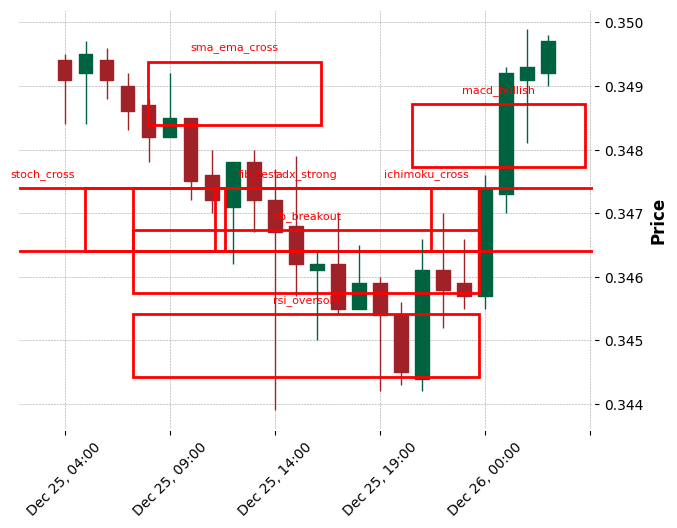 0.350
sma_ema_cross
0.349
macd_bullish
0.348
stoch_cross
adx_strong
ichimoku_cross
0.347
Price
0.346
rsi_oversold
0.345
0.344
Dec 25, 04:00
Dec 25, 09:00
Dec 25, 14:00
Dec 25, 19:00
Dec 26, 00:00